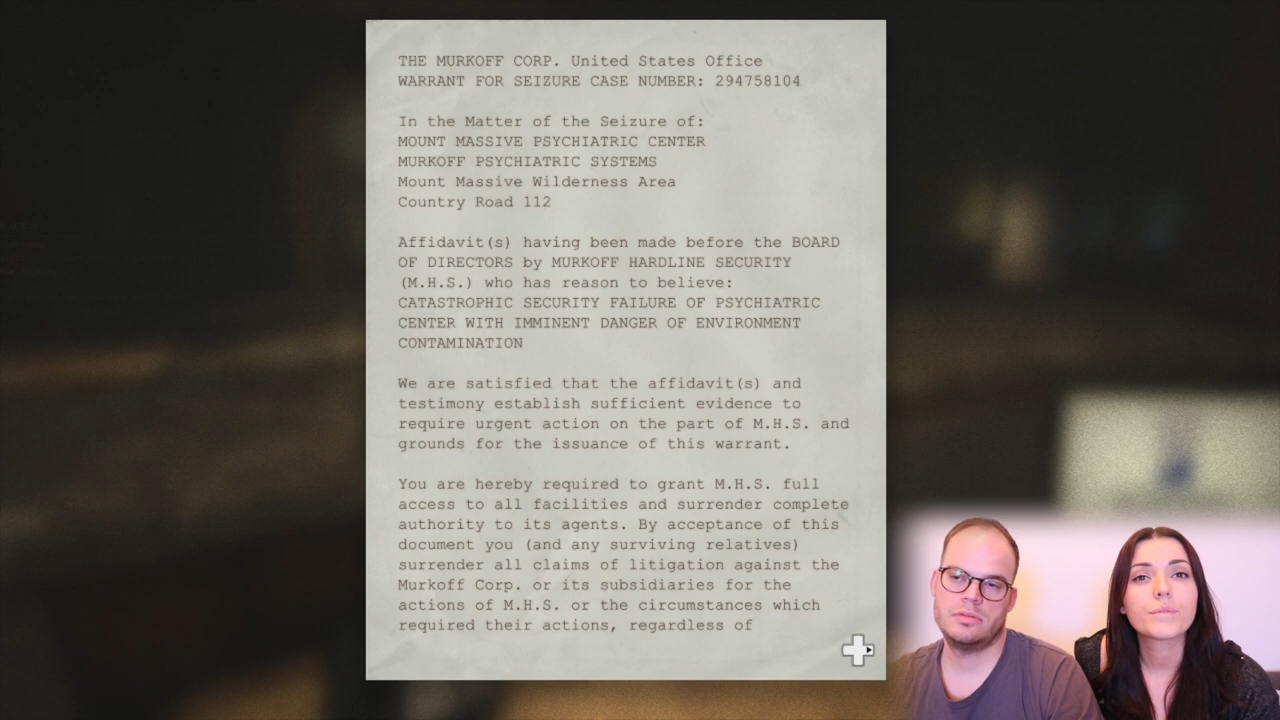 THE MURKOFF CORP. United States Office
WARRANT FOR SEIZURE CASE NUMBER: 294758104
In the Matter of the Seizure of:
MOUNT MASSIVE PSYCHIATRIC CENTER
MURKOFF PSYCHIATRIC SYSTEMS
Mount Massive Wilderness Area
Country Road 112
Affidavit(s) having been made before the BOARD
OF DIRECTORS by MURKOFF HARDLINE SECURITY
(M.H.S.) who has reason to believe:
CATASTROPHIC SECURITY FAILURE OF PSYCHIATRIC
CENTER WITH IMMINENT DANGER OF ENVIRONMENT
CONTAMINATION
We are satisfied that the affidavit(s) and
testimony establish sufficient evidence to
require urgent action on the part of M.H.S. and
grounds for the issuance of this warrant.
You are hereby required to grant M.H.S. full
access to all facilities and surrender complete
authority to its agents. By acceptance of this
document you (and any surviving relatives)
surrender all claims of litigation against the
Murkoff Corp. or its subsidiaries for the
actions of M.H.S. or the circumstances which
required their actions, regardless of